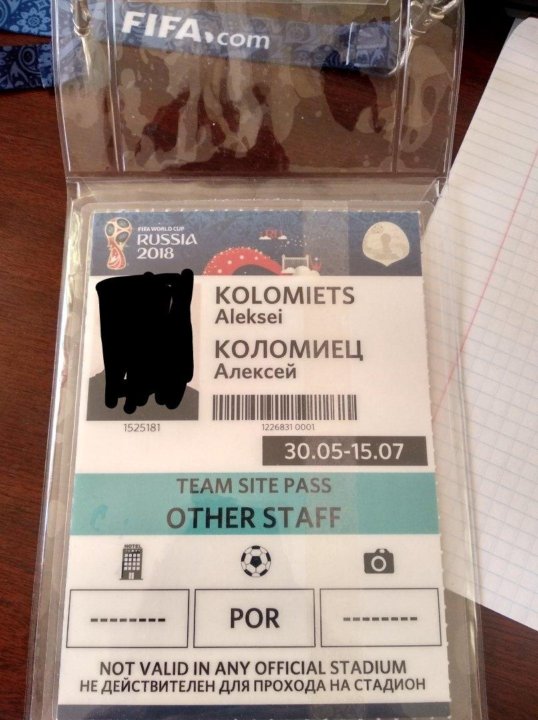 FIFA.com
FIFA WORLD CUP
RUSSIA
2018
KOLOMIETS
Aleksei
КОЛОМИЕЦ
Алексей
1525181
1226831 0001
30.05-15.07
TEAM SITE PASS
OTHER STAFF
HOTEL
--------
POR
--------
NOT VALID IN ANY OFFICIAL STADIUM
НЕ ДЕЙСТВИТЕЛЕН ДЛЯ ПРОХОДА НА СТАДИОН